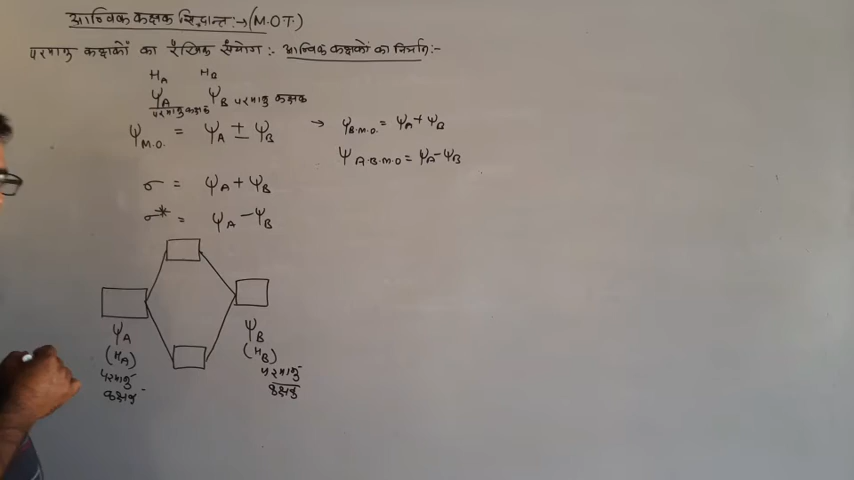 आण्विक कक्षक सिद्धान्त:→(M.O.T.)
परमाणु कक्षकों का रैखिक संयोग:- आण्विक कक्षकों का निर्माण:-
HA HB
ψA ψB परमाणु कक्षक
परमाणु कक्षक
ψM.O. = ψA ± ψB → ψB.M.O. = ψA + ψB
ψA.B.M.O = ψA - ψB
σ = ψA + ψB
σ* = ψA - ψB
ψA ψB
(HA) (HB)
परमाणु परमाणु
कक्षक कक्षक